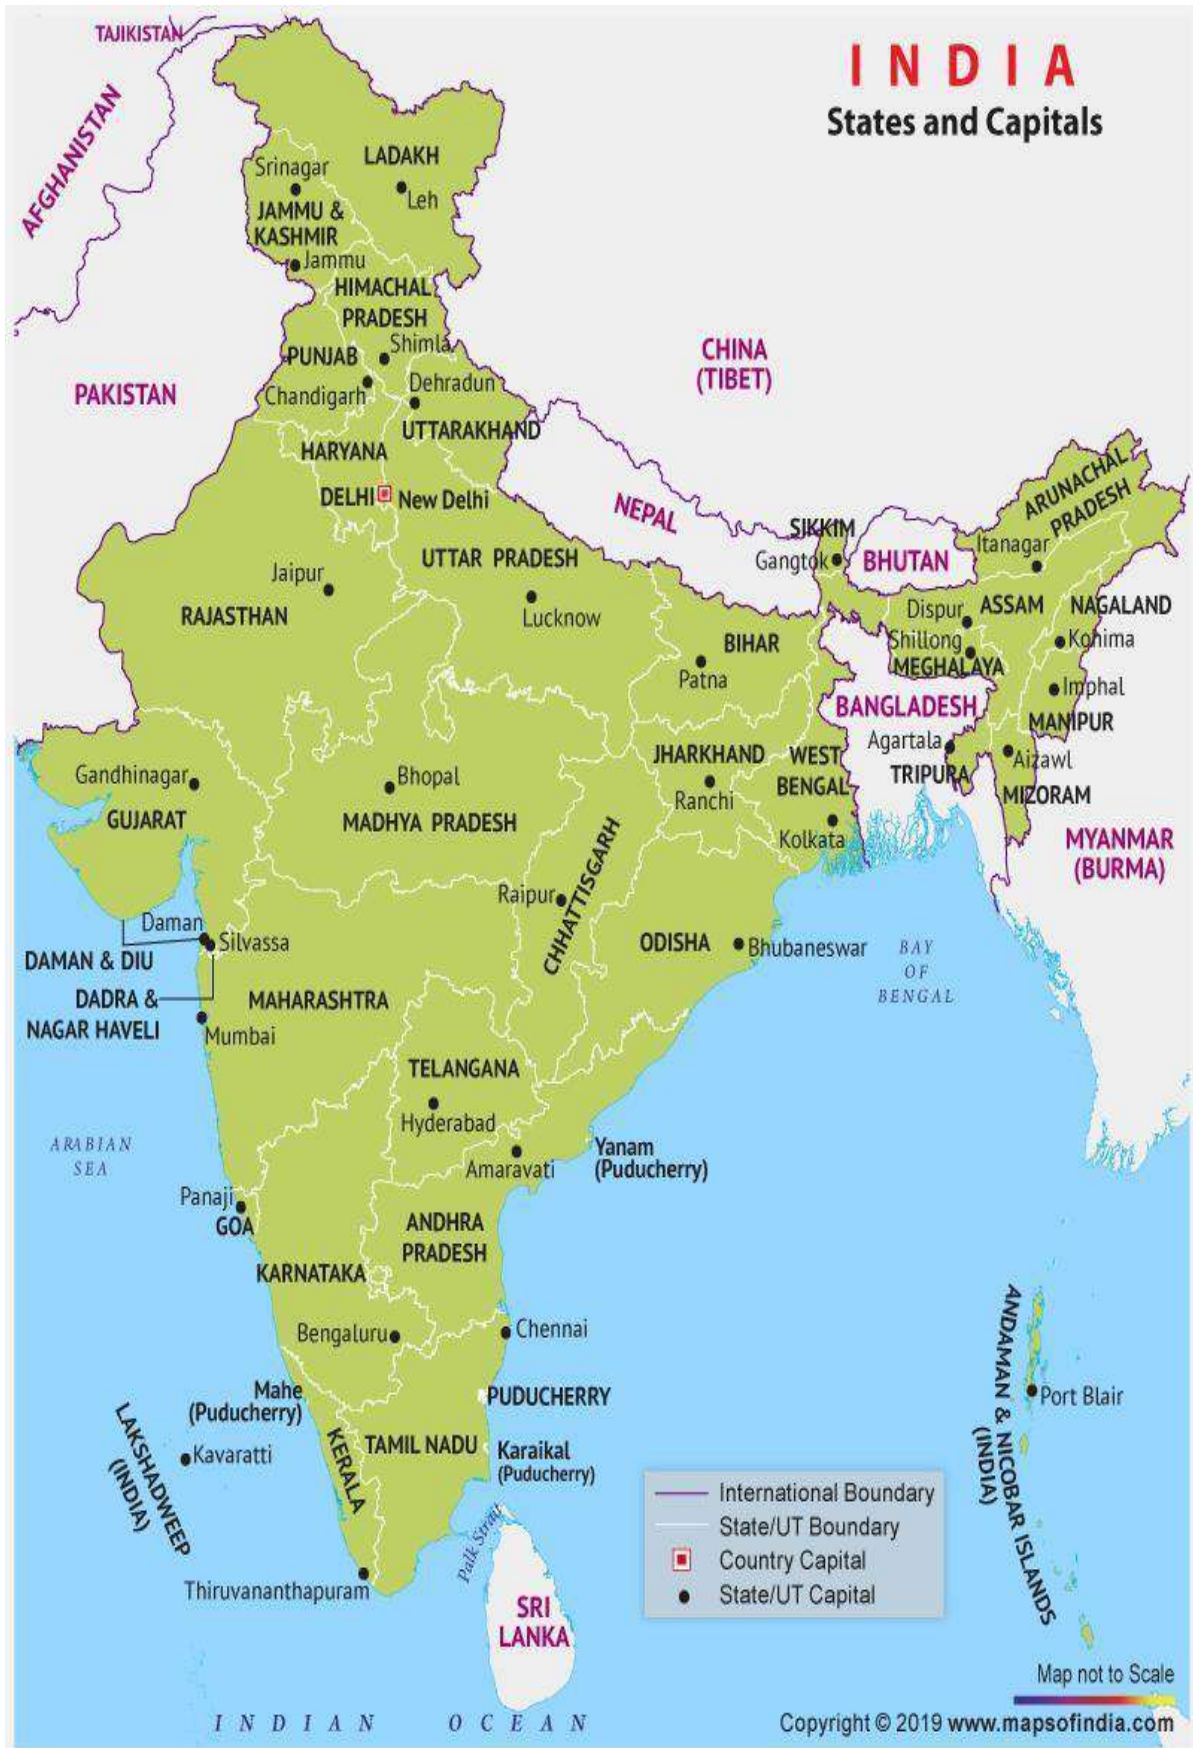 TAJIKISTAN
INDIA
States and Capitals
AFGHANISTAN
LADAKH
Srinagar
Leh
JAMMU &
KASHMIR
Jammu
HIMACHAL
PRADESH
Shimla
PUNJAB
CHINA
(TIBET)
PAKISTAN
Chandigarh
Dehradun
UTTARAKHAND
HARYANA
DELHI
New Delhi
NEPAL
ARUNACHAL
PRADESH
SIKKIM
Gangtok
BHUTAN
Itanagar
UTTAR PRADESH
Jaipur
RAJASTHAN
Lucknow
Dispur
ASSAM
NAGALAND
BIHAR
Patna
Shillong
MEGHALAYA
Kohima
Imphal
BANGLADESH
MANIPUR
Agartala
TRIPURA
Aizawl
MIZORAM
JHARKHAND
Ranchi
WEST
BENGAL
Kolkata
Gandhinagar
GUJARAT
Bhopal
MADHYA PRADESH
MYANMAR
(BURMA)
Raipur
CHHATTISGARH
Daman
Silvassa
DAMAN & DIU
DADRA &
NAGAR HAVELI
MAHARASHTRA
Mumbai
ODISHA
Bhubaneswar
BAY
OF
BENGAL
TELANGANA
Hyderabad
ARABIAN
SEA
Amaravati
Yanam
(Puducherry)
Panaji
GOA
ANDHRA
PRADESH
KARNATAKA
Bengaluru
Chennai
Mahe
(Puducherry)
PUDUCHERRY
LAKSHADWEEP
(INDIA)
Kavaratti
KERALA
TAMIL NADU
Karaikal
(Puducherry)
ANDAMAN & NICOBAR ISLANDS
(INDIA)
Port Blair
Thiruvananthapuram
Palk Strait
SRI
LANKA
International Boundary
State/UT Boundary
Country Capital
State/UT Capital
Map not to Scale
INDIAN OCEAN
Copyright © 2019 www.mapsofindia.com